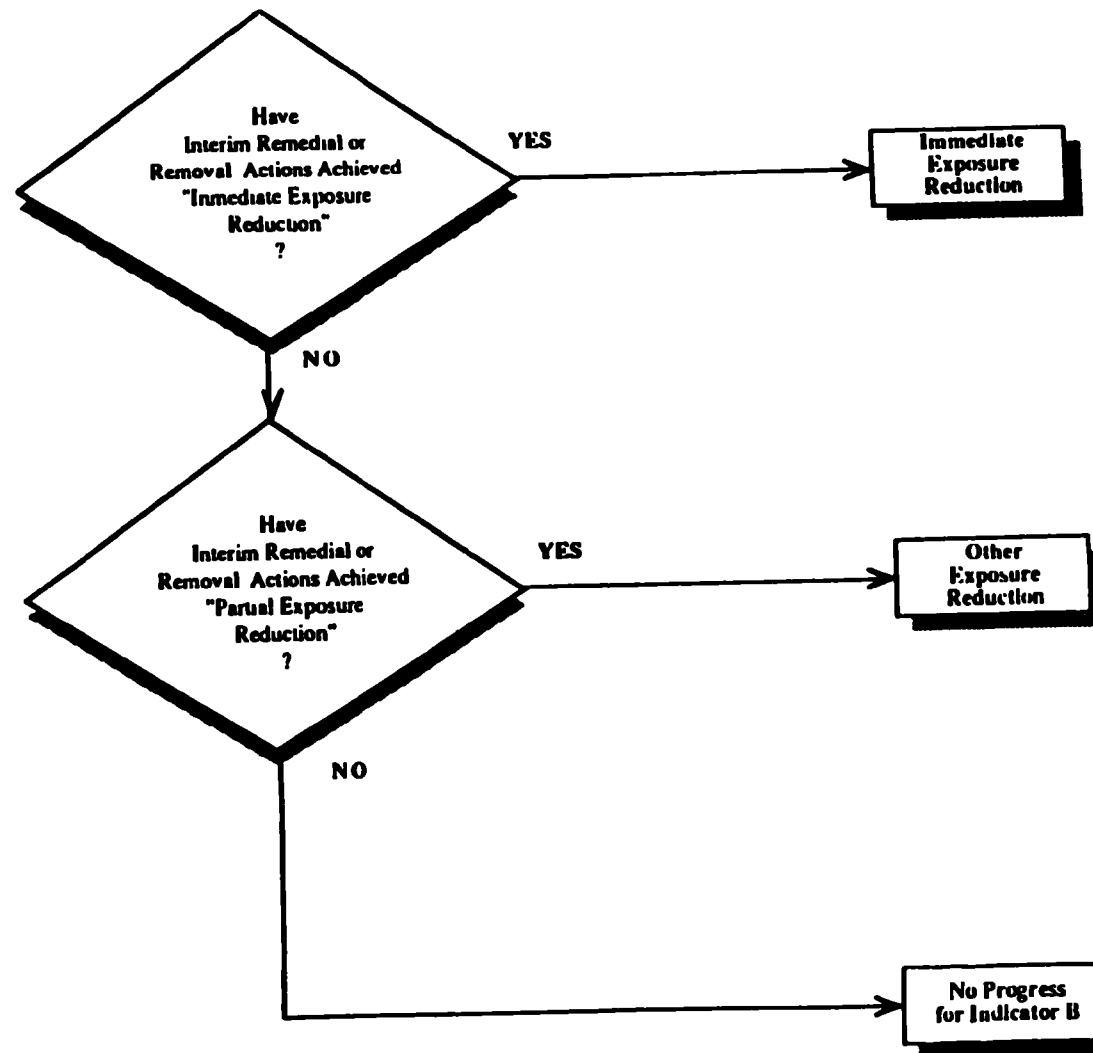 Have
Interim Remedial or
Removal Actions Achieved
"Inmediate Exposure
Reduction"
?
YES
Immediate
Exposure
Reduction
NO
Have
Interim Remedial or
Removal Actions Achieved
"Partial Exposure
Reduction"
?
YES
Other
Exposure
Reduction
NO
No Progress
for Indicator B